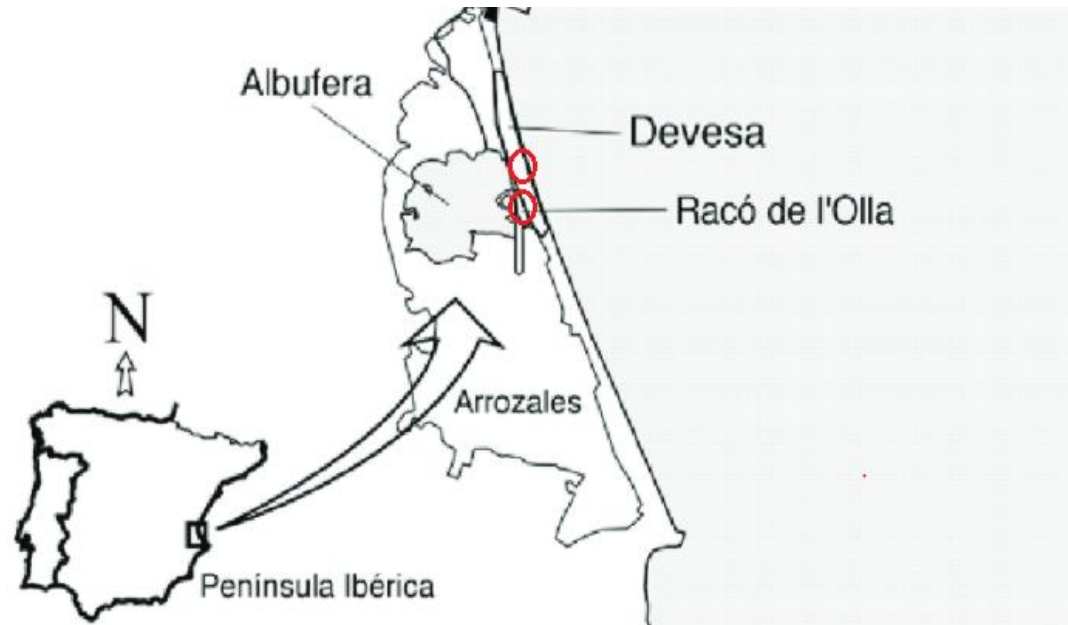 Albufera
Devesa
Racó de l'Olla
N
Arrozales
Península Ibérica